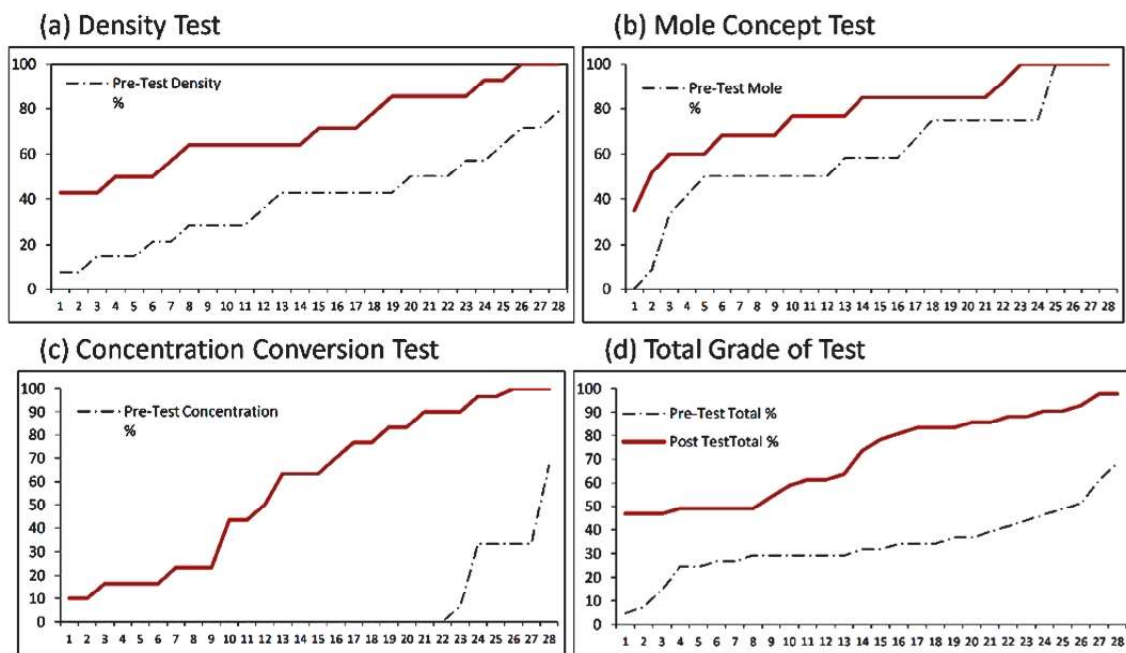 (a) Density Test
100
80
60
40
20
0
Pre-Test Density
%
1 2 3 4 5 6 7 8 9 10 11 12 13 14 15 16 17 18 19 20 21 22 23 24 25 26 27 28
(b) Mole Concept Test
100
80
60
40
20
0
Pre-Test Mole
%
1 2 3 4 5 6 7 8 9 10 11 12 13 14 15 16 17 18 19 20 21 22 23 24 25 26 27 28
(c) Concentration Conversion Test
100
90
80
70
60
50
40
30
20
10
0
Pre-Test Concentration
%
1 2 3 4 5 6 7 8 9 10 11 12 13 14 15 16 17 18 19 20 21 22 23 24 25 26 27 28
(d) Total Grade of Test
100
90
80
70
60
50
40
30
20
10
0
Pre-Test Total %
Post TestTotal %
1 2 3 4 5 6 7 8 9 10 11 12 13 14 15 16 17 18 19 20 21 22 23 24 25 26 27 28